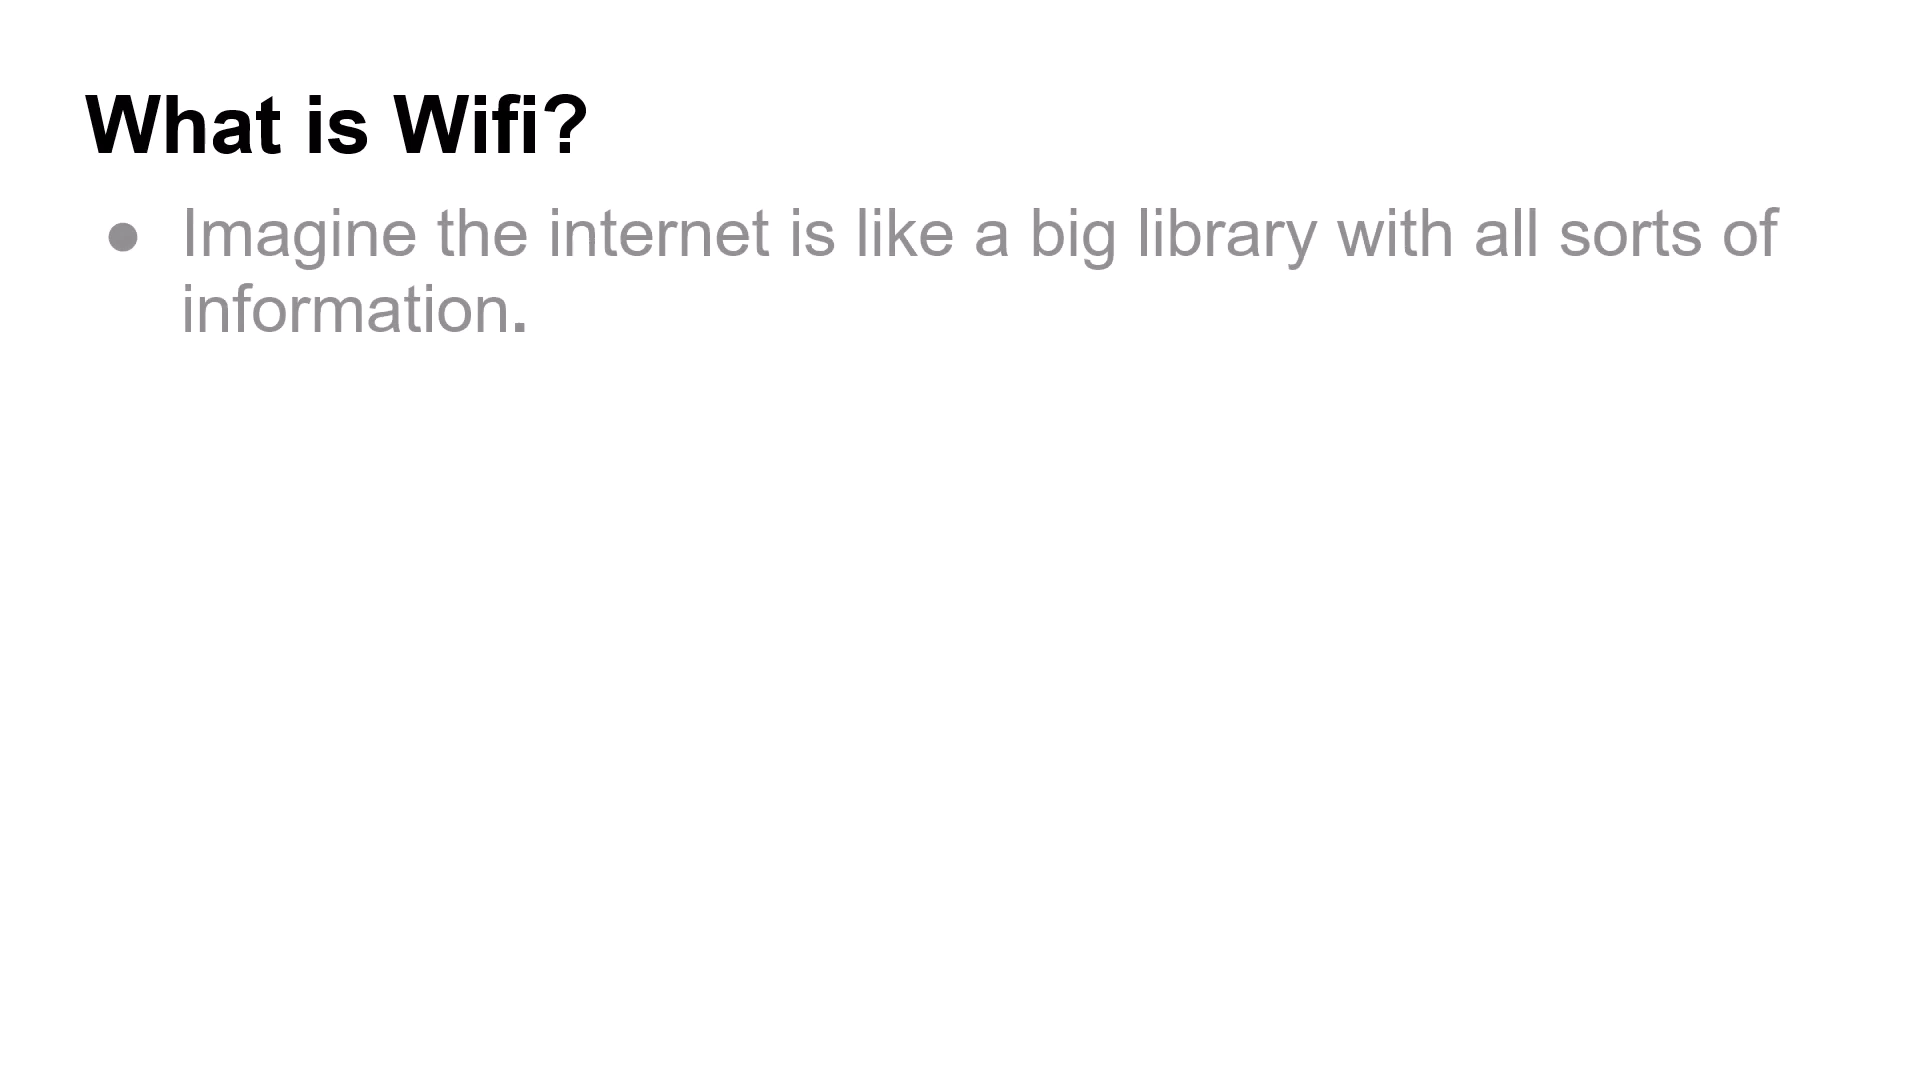 What is Wifi?
● Imagine the internet is like a big library with all sorts of
information.